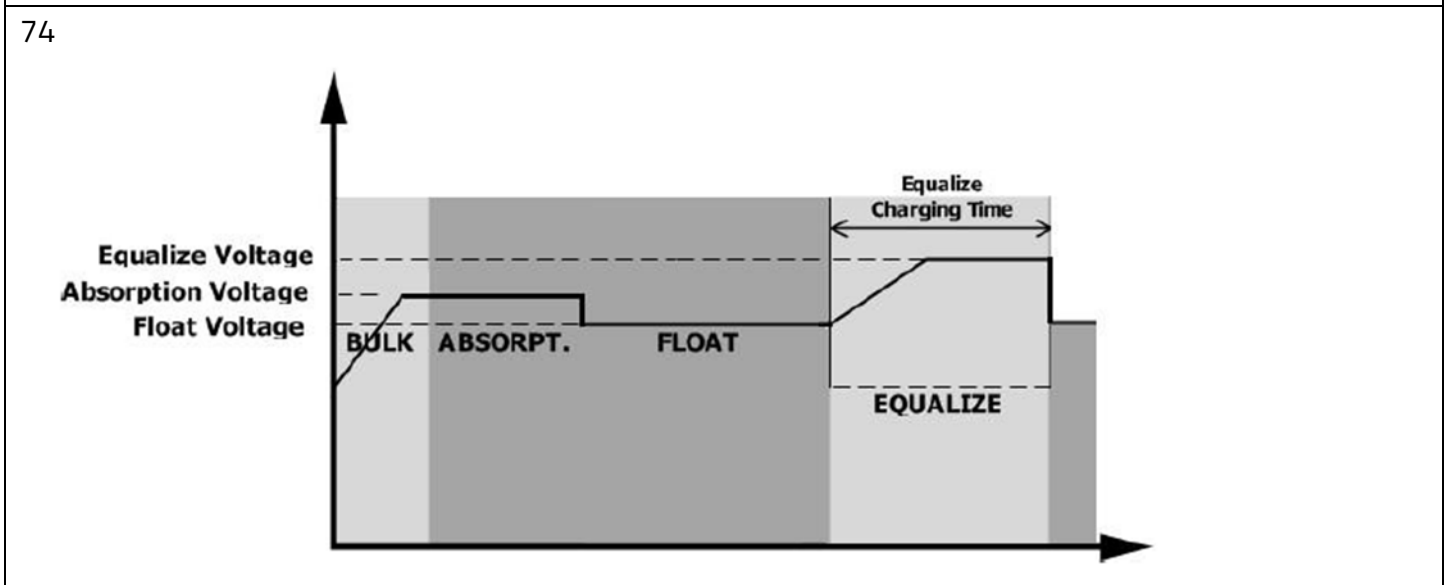 74
Equalize
Charging Time
Equalize Voltage
Absorption Voltage
Float Voltage
BULK
ABSORPT.
FLOAT
EQUALIZE